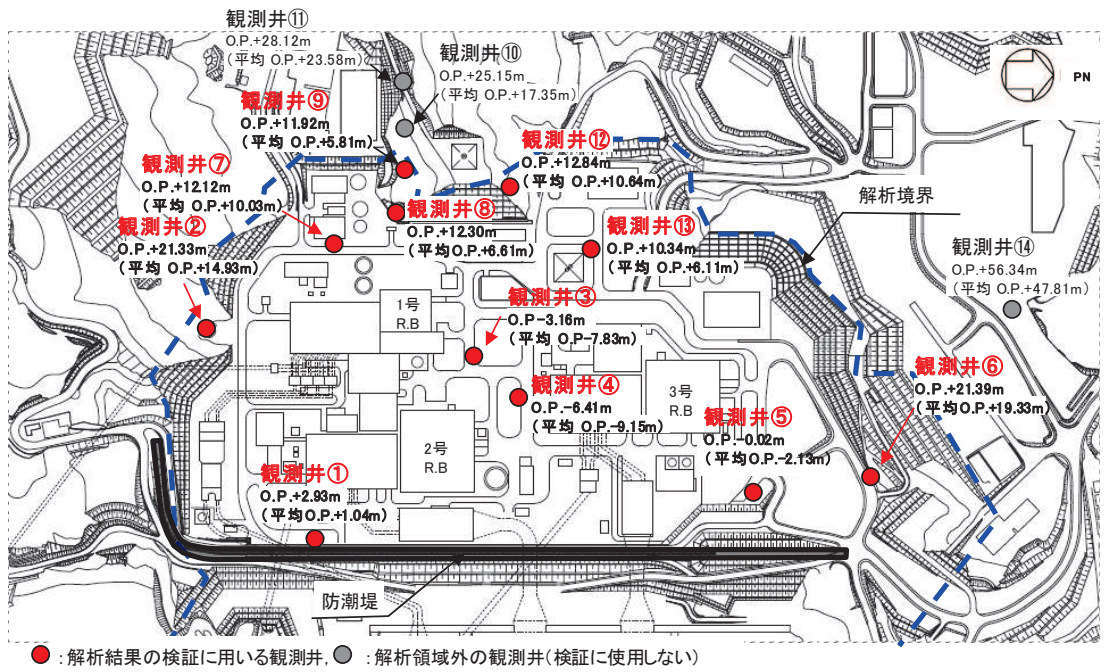 観測井⑪
O.P.+28.12m
(平均 O.P.+23.58m)
観測井⑩
O.P.+25.15m
(平均 O.P.+17.35m)
PN
観測井⑨
O.P.+11.92m
(平均 O.P.+5.81m)
観測井⑫
O.P.+12.84m
(平均 O.P.+10.64m)
観測井⑦
O.P.+12.12m
(平均 O.P.+10.03m)
解析境界
観測井⑧
O.P.+12.30m
(平均 O.P.+6.61m)
観測井②
O.P.+21.33m
(平均 O.P.+14.93m)
観測井⑬
O.P.+10.34m
(平均 O.P.+6.11m)
観測井⑭
O.P.+56.34m
(平均 O.P.+47.81m)
観測井③
O.P-3.16m
(平均 O.P-7.83m)
1号
R.B
観測井④
O.P.-6.41m
(平均 O.P.-9.15m)
3号
R.B
観測井⑥
O.P.+21.39m
(平均O.P.+19.33m)
観測井⑤
O.P.-0.02m
(平均O.P.-2.13m)
2号
R.B
観測井①
O.P.+2.93m
(平均O.P.+1.04m)
防潮堤
:解析結果の検証に用いる観測井, :解析領域外の観測井(検証に使用しない)